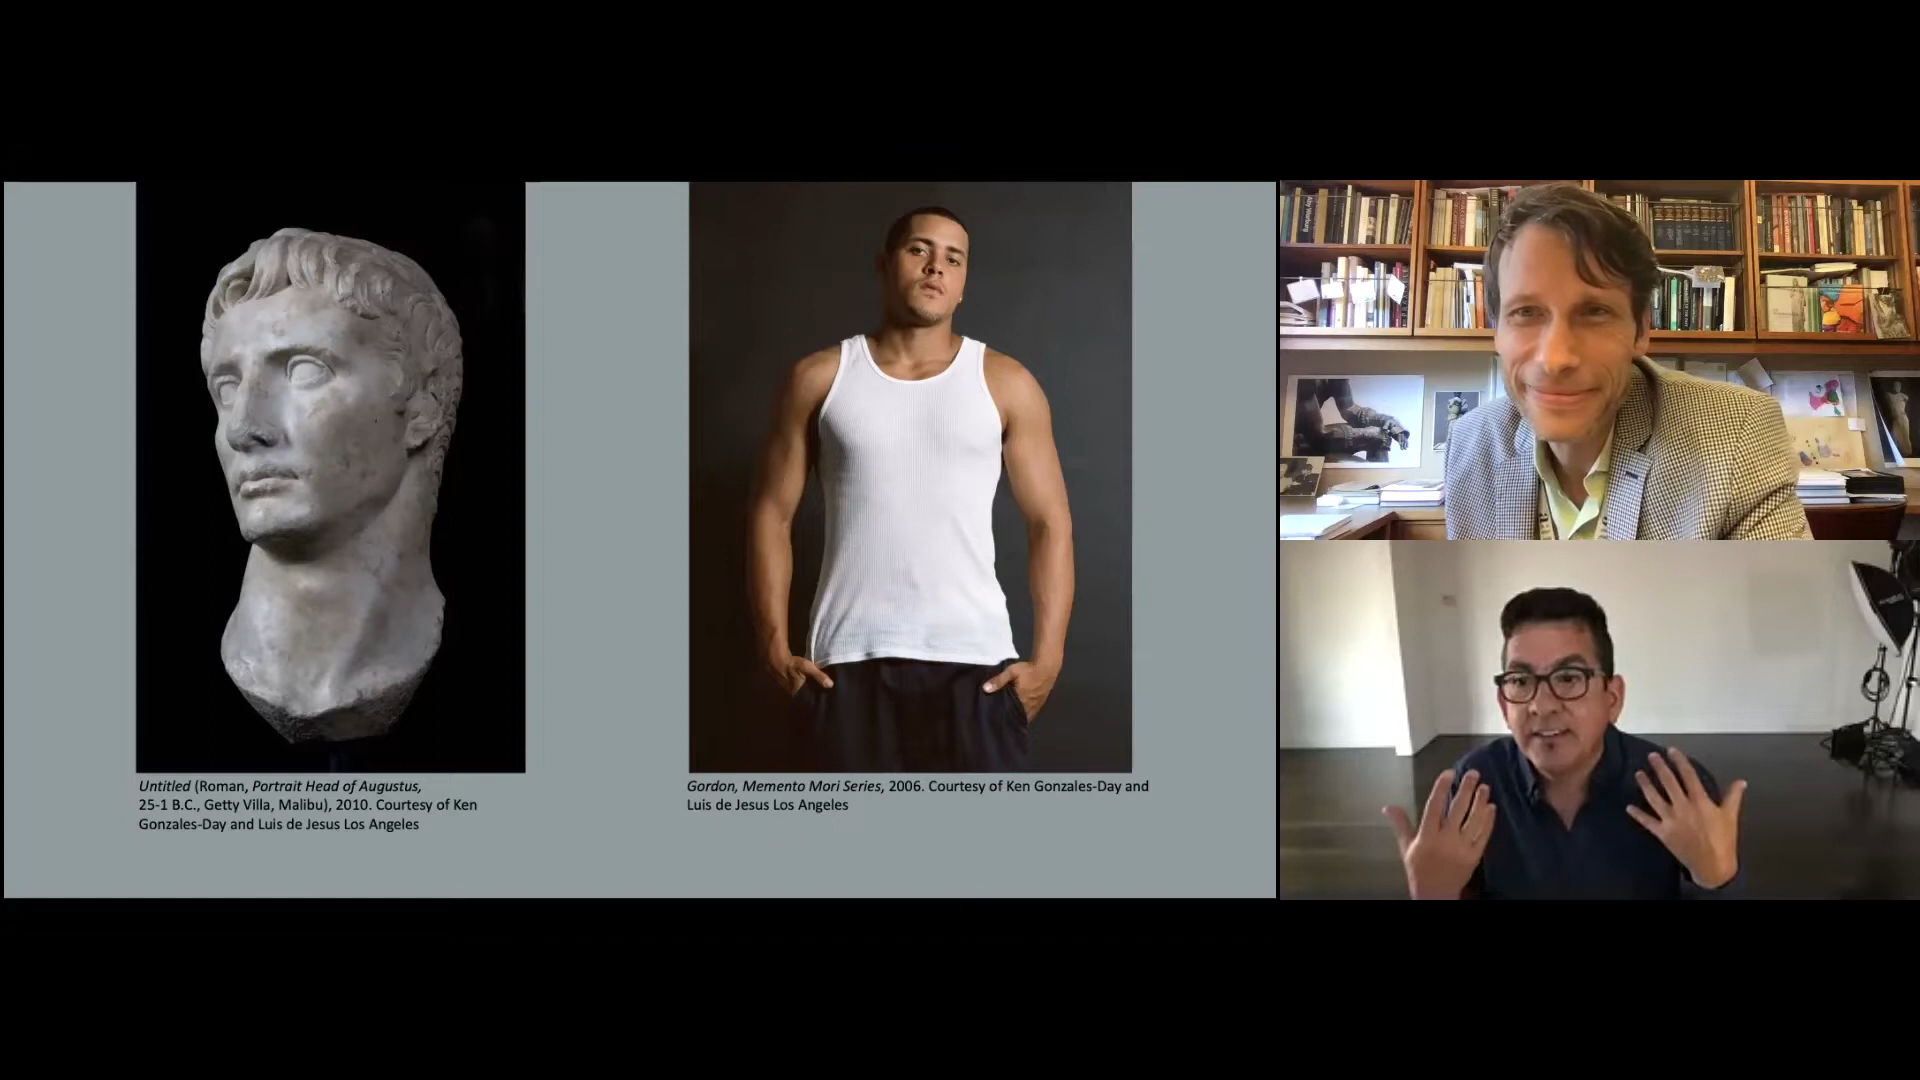 Untitled (Roman, Portrait Head of Augustus,
25-1 B.C., Getty Villa, Malibu), 2010. Courtesy of Ken
Gonzales-Day and Luis de Jesus Los Angeles
Gordon, Memento Mori Series, 2006. Courtesy of Ken Gonzales-Day and
Luis de Jesus Los Angeles